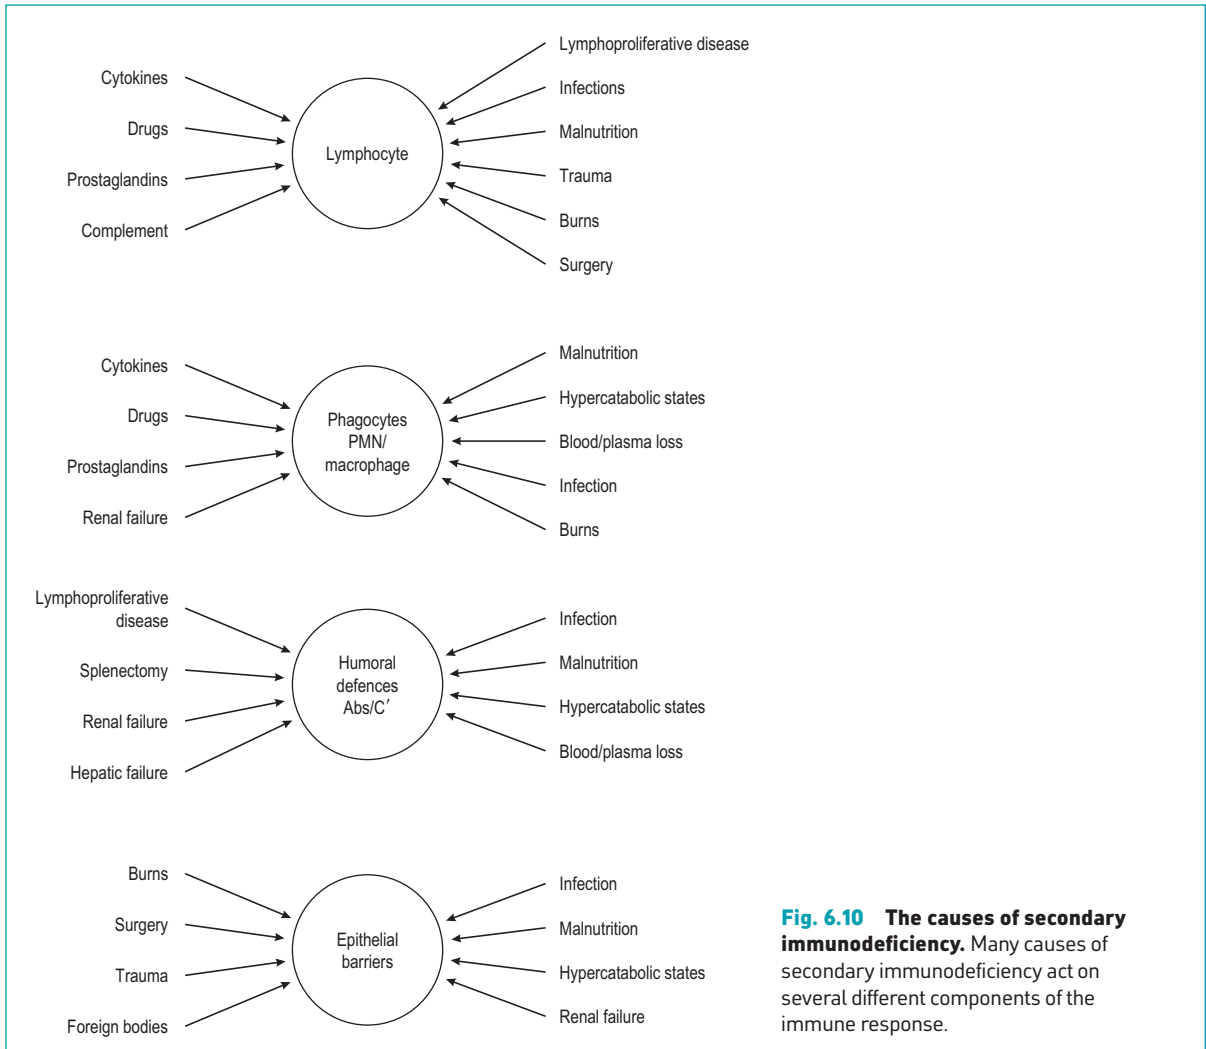 Cytokines
Drugs
Prostaglandins
Complement
Lymphocyte
Lymphoproliferative disease
Infections
Malnutrition
Trauma
Burns
Surgery
Cytokines
Drugs
Prostaglandins
Renal failure
Phagocytes
PMN/
macrophage
Malnutrition
Hypercatabolic states
Blood/plasma loss
Infection
Burns
Lymphoproliferative
disease
Splenectomy
Renal failure
Hepatic failure
Humoral
defences
Abs/C′
Infection
Malnutrition
Hypercatabolic states
Blood/plasma loss
Burns
Surgery
Trauma
Foreign bodies
Epithelial
barriers
Infection
Malnutrition
Hypercatabolic states
Renal failure
Fig. 6.10 The causes of secondary
immunodeficiency. Many causes of
secondary immunodeficiency act on
several different components of the
immune response.